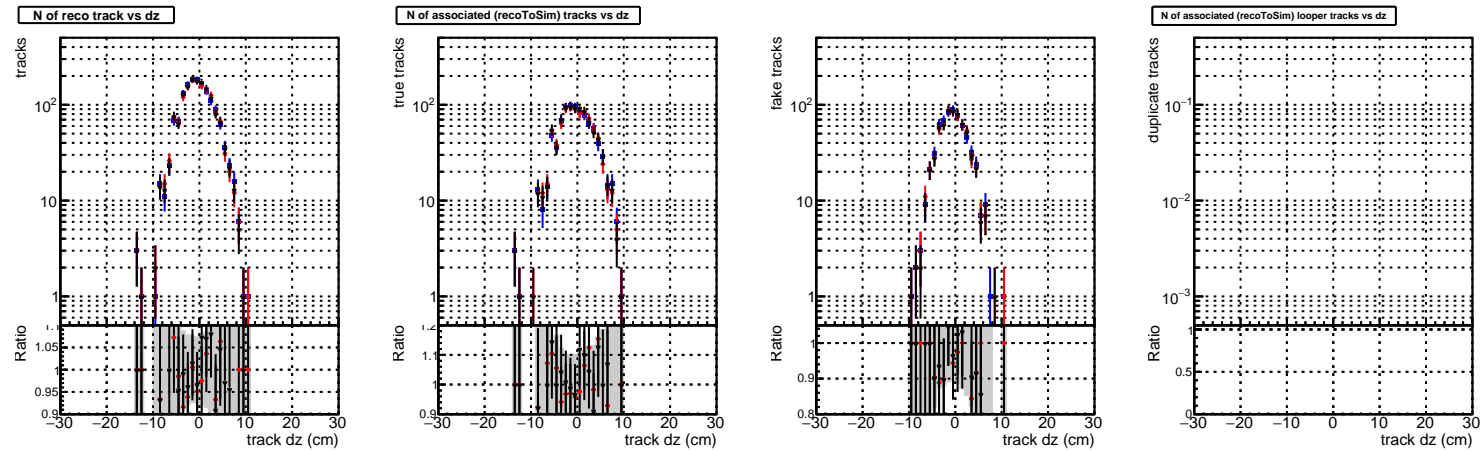 N of reco track vs dz
tracks
10²
10
1
1.1
1.05
1
0.95
0.9
Ratio
−30 −20 −10 0 10 20 30
track dz (cm)
N of associated (recoToSim) tracks vs dz
true tracks
10²
10
1
1.2
1.1
1
0.9
Ratio
−30 −20 −10 0 10 20 30
track dz (cm)
fake tracks
10²
10
1
1
0.9
0.8
Ratio
−30 −20 −10 0 10 20 30
track dz (cm)
N of associated (recoToSim) looper tracks vs dz
duplicate tracks
10⁻¹
10⁻²
10⁻³
1
0.5
0
Ratio
−30 −20 −10 0 10 20 30
track dz (cm)